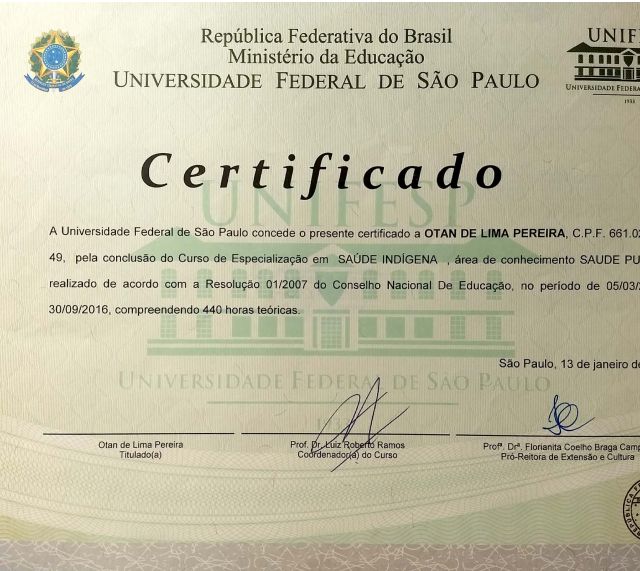 República Federativa do Brasil
Ministério da Educação
UNIVERSIDADE FEDERAL DE SÃO PAULO
UNIF
UNIVERSIDADE FEDERA
1933
Certificado
UNIFESP
A Universidade Federal de São Paulo concede o presente certificado a OTAN DE LIMA PEREIRA, C.P.F. 661.02
49, pela conclusão do Curso de Especialização em SAÚDE INDÍGENA , área de conhecimento SAUDE PU
realizado de acordo com a Resolução 01/2007 do Conselho Nacional De Educação, no período de 05/03/2
30/09/2016, compreendendo 440 horas teóricas.
São Paulo, 13 de janeiro de
UNIVERSIDADE FEDERAL DE SÃO PAULO
Otan de Lima Pereira
Titulado(a)
Prof. Dr. Luiz Roberto Ramos
Coordenador(a) do Curso
Profª. Drª. Florianita Coelho Braga Camp
Pró-Reitora de Extensão e Cultura